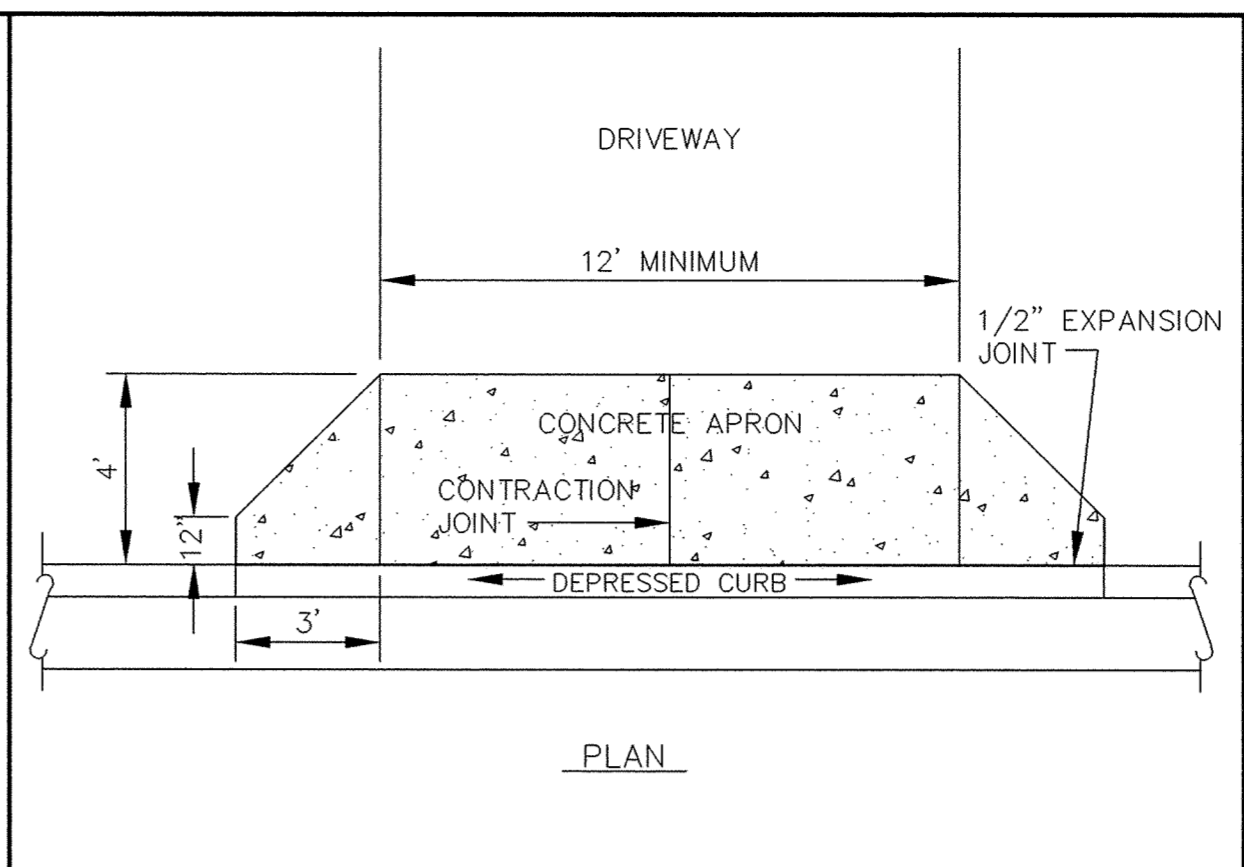 DRIVEWAY
12' MINIMUM
1/2" EXPANSION
JOINT
CONCRETE APRON
4'
CONTRACTION
JOINT
12"
DEPRESSED CURB
3'
PLAN